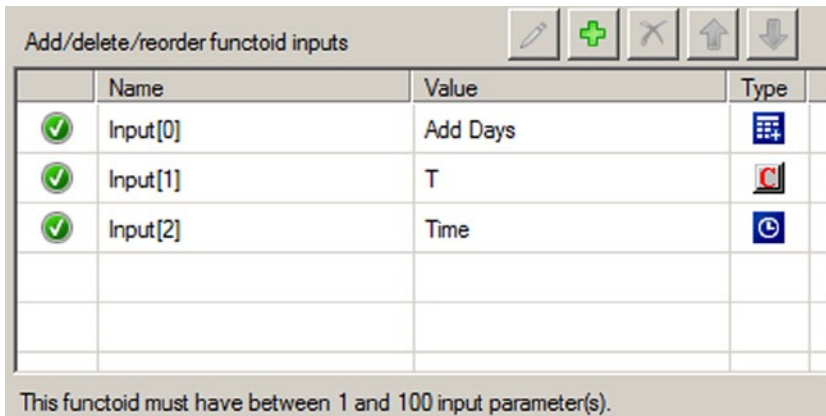 Add/delete/reorder functoid inputs
Name Value Type
Input[0] Add Days
Input[1] T C
Input[2] Time
This functoid must have between 1 and 100 input parameter(s).